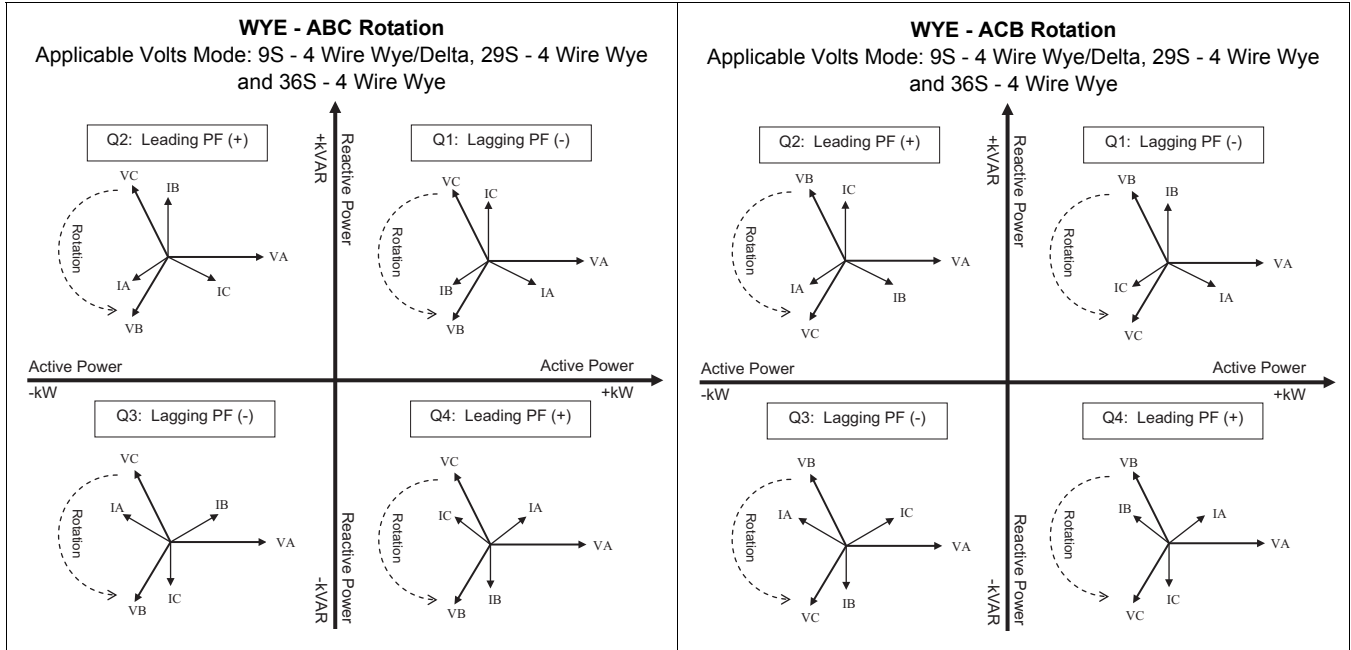 WYE - ABC Rotation
Applicable Volts Mode: 9S - 4 Wire Wye/Delta, 29S - 4 Wire Wye
and 36S - 4 Wire Wye
Q2: Leading PF (+)
VC
IB
Rotation
VA
IA
IC
VB
+kVAR
Reactive Power
Q1: Lagging PF (-)
VC
IC
Rotation
VA
IB
IA
VB
Active Power
-kW
Active Power
+kW
Q3: Lagging PF (-)
VC
IA
IB
Rotation
VA
IC
VB
-kVAR
Reactive Power
Q4: Leading PF (+)
VC
IC
IA
Rotation
VA
IB
VB
WYE - ACB Rotation
Applicable Volts Mode: 9S - 4 Wire Wye/Delta, 29S - 4 Wire Wye
and 36S - 4 Wire Wye
Q2: Leading PF (+)
VB
IC
Rotation
VA
IA
IB
VC
+kVAR
Reactive Power
Q1: Lagging PF (-)
VB
IB
Rotation
VA
IC
IA
VC
Active Power
-kW
Active Power
+kW
Q3: Lagging PF (-)
VB
IA
IC
Rotation
VA
IB
VC
-kVAR
Reactive Power
Q4: Leading PF (+)
VB
IB
IA
Rotation
VA
IC
VC